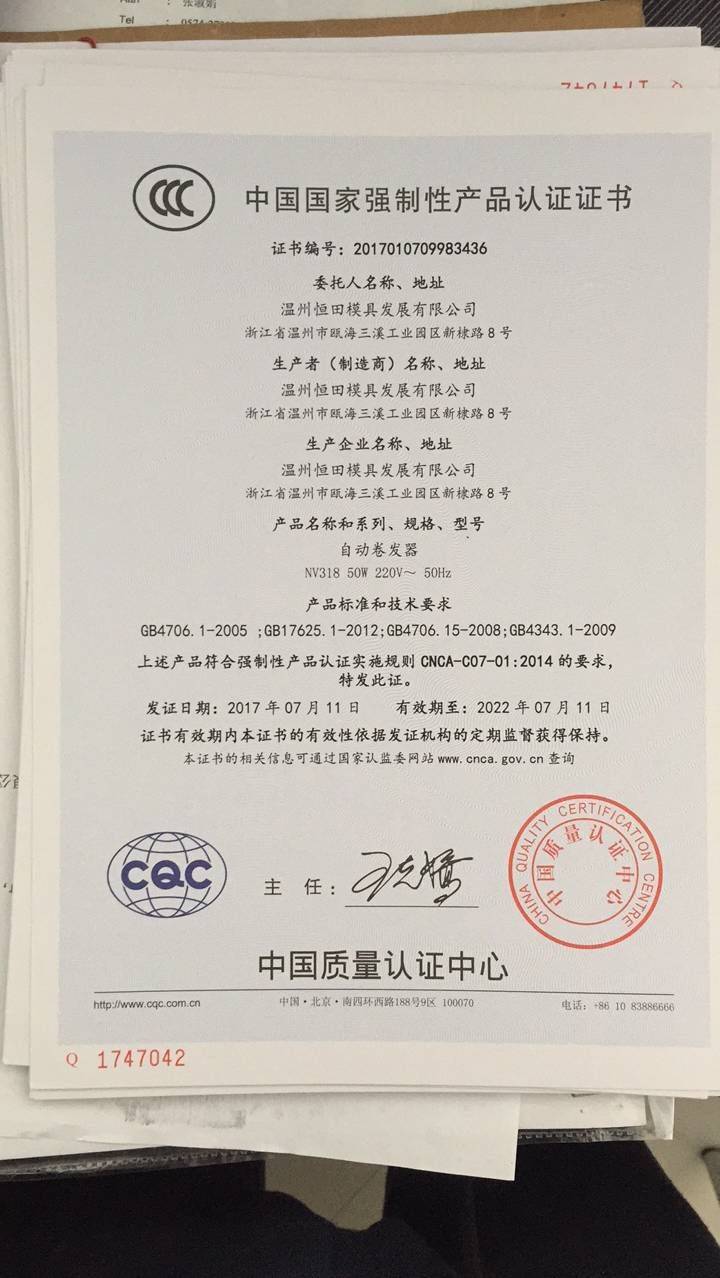 Tel :
CCC
中国国家强制性产品认证证书
证书编号：2017010709983436
委托人名称、地址
温州恒田模具发展有限公司
浙江省温州市瓯海三溪工业园区新棣路8号
生产者（制造商）名称、地址
温州恒田模具发展有限公司
浙江省温州市瓯海三溪工业园区新棣路8号
生产企业名称、地址
温州恒田模具发展有限公司
浙江省温州市瓯海三溪工业园区新棣路8号
产品名称和系列、规格、型号
自动卷发器
NV318 50W 220V～ 50Hz
产品标准和技术要求
GB4706.1-2005 ;GB17625.1-2012;GB4706.15-2008;GB4343.1-2009
上述产品符合强制性产品认证实施规则 CNCA-C07-01:2014 的要求，
特发此证。
发证日期：2017 年 07 月 11 日 有效期至：2022 年 07 月 11 日
证书有效期内本证书的有效性依据发证机构的定期监督获得保持。
本证书的相关信息可通过国家认监委网站 www.cnca.gov.cn 查询
CQC
主 任：
CHINA QUALITY CERTIFICATION CENTRE
中国质量认证中心
中国质量认证中心
http://www.cqc.com.cn 中国·北京·南四环西路188号9区 100070 电话：+86 10 83886666
Q 1747042